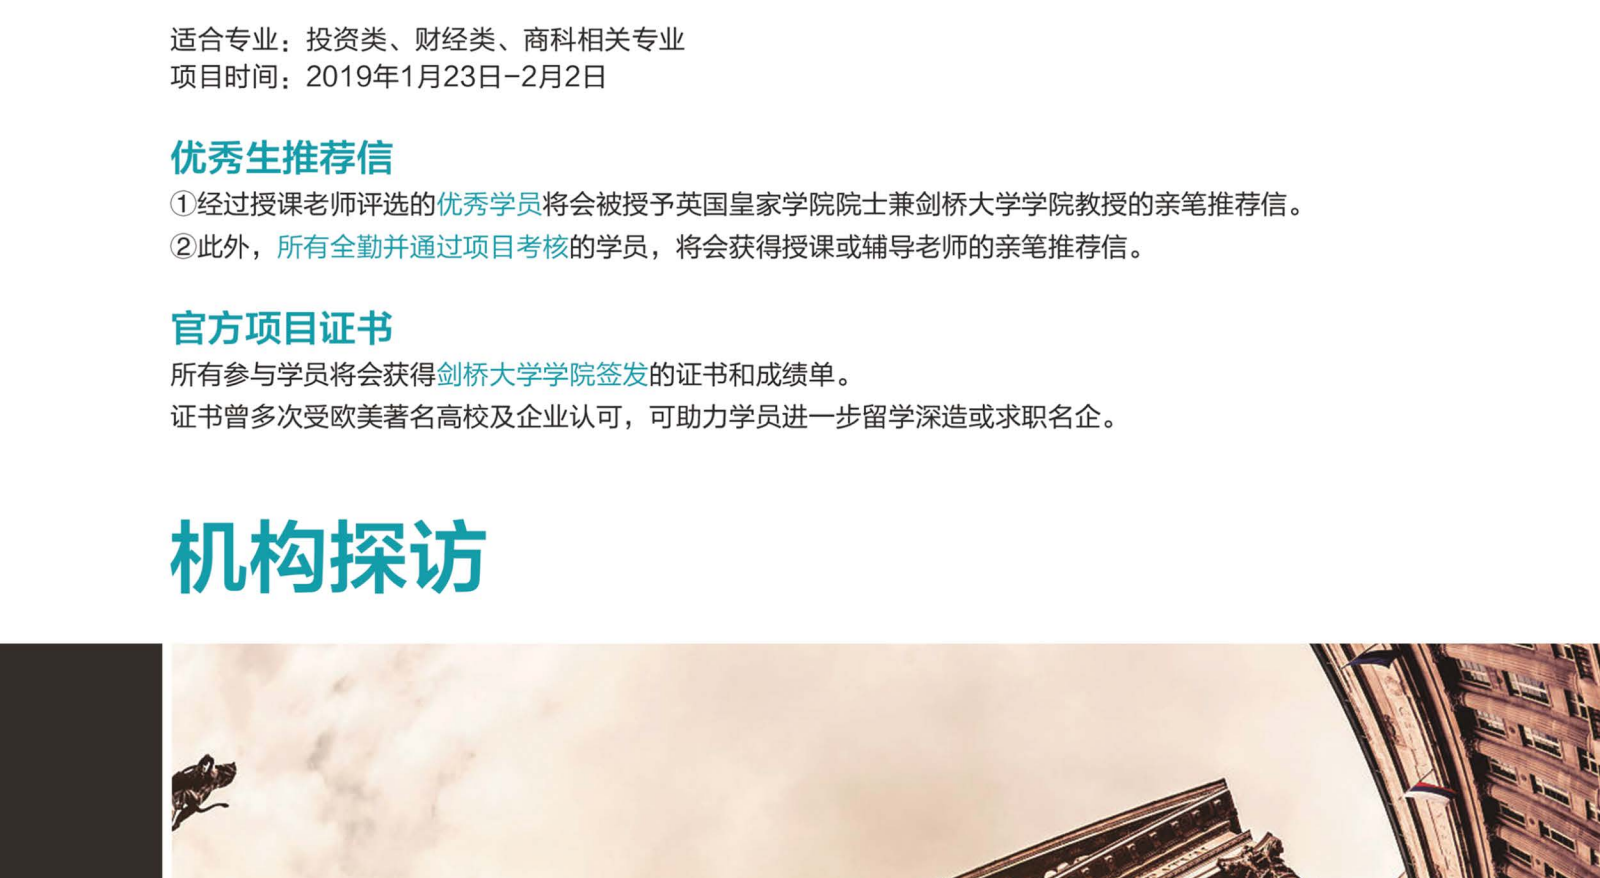 适合专业：投资类、财经类、商科相关专业
项目时间：2019年1月23日-2月2日
优秀生推荐信
①经过授课老师评选的优秀学员将会被授予英国皇家学院院士兼剑桥大学学院教授的亲笔推荐信。
②此外，所有全勤并通过项目考核的学员，将会获得授课或辅导老师的亲笔推荐信。
官方项目证书
所有参与学员将会获得剑桥大学学院签发的证书和成绩单。
证书曾多次受欧美著名高校及企业认可，可助力学员进一步留学深造或求职名企。
机构探访